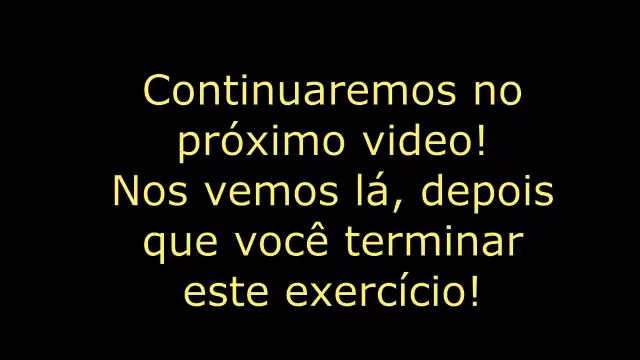 Continuaremos no
próximo video!
Nos vemos lá, depois
que você terminar
este exercício!